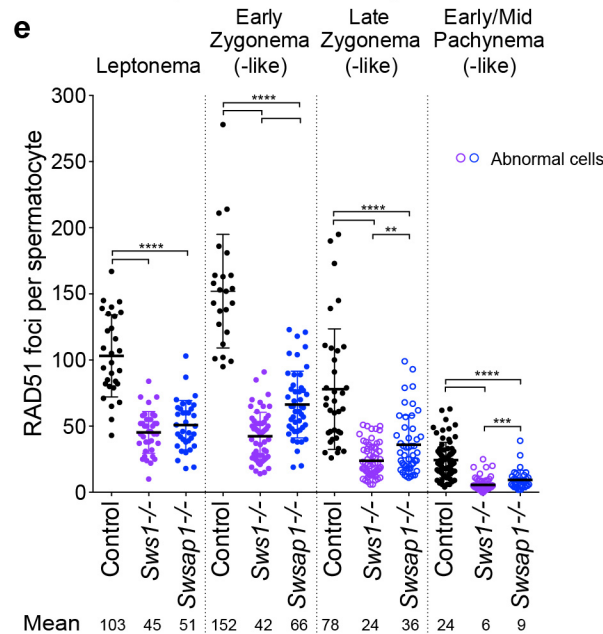 e
Leptonema
Early
Zygonema
(-like)
Late
Zygonema
(-like)
Early/Mid
Pachynema
(-like)
RAD51 foci per spermatocyte
300
250
200
150
100
50
0
Abnormal cells
****
****
****
**
****
***
Control
Sws1-/-
Swsap1-/-
Control
Sws1-/-
Swsap1-/-
Control
Sws1-/-
Swsap1-/-
Control
Sws1-/-
Swsap1-/-
Mean 103 45 51 152 42 66 78 24 36 24 6 9